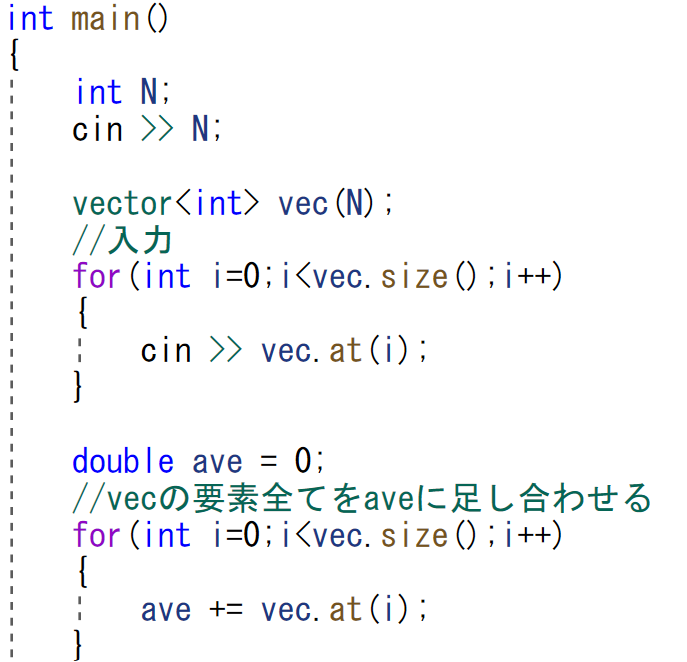 int main()
{
int N;
cin >> N;
vector<int> vec(N);
//入力
for(int i=0;i<vec.size();i++)
{
cin >> vec.at(i);
}
double ave = 0;
//vecの要素全てをaveに足し合わせる
for(int i=0;i<vec.size();i++)
{
ave += vec.at(i);
}